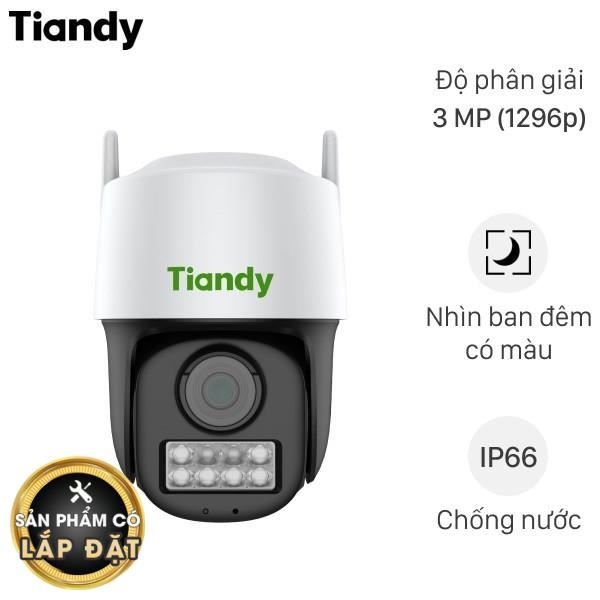 Tiandy
Độ phân giải
3 MP (1296p)
Tiandy
Nhìn ban đêm
có màu
IP66
Chống nước
SẢN PHẨM CÓ
LẮP ĐẶT